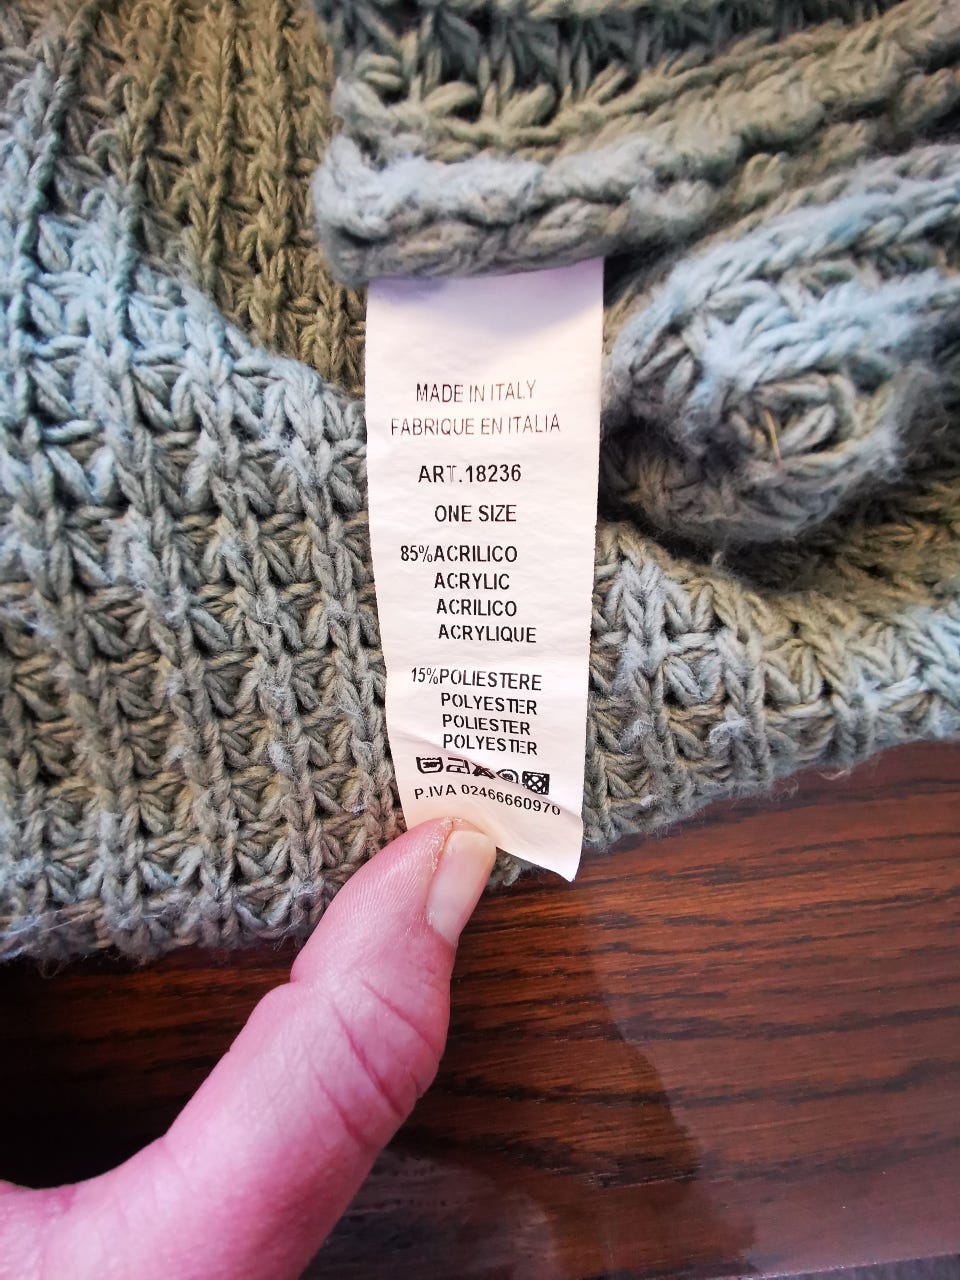 MADE IN ITALY
FABRIQUE EN ITALIA
ART.18236
ONE SIZE
85%ACRILICO
ACRYLIC
ACRILICO
ACRYLIQUE
15%POLIESTERE
POLYESTER
POLIESTER
POLYESTER
P.IVA 02466660970